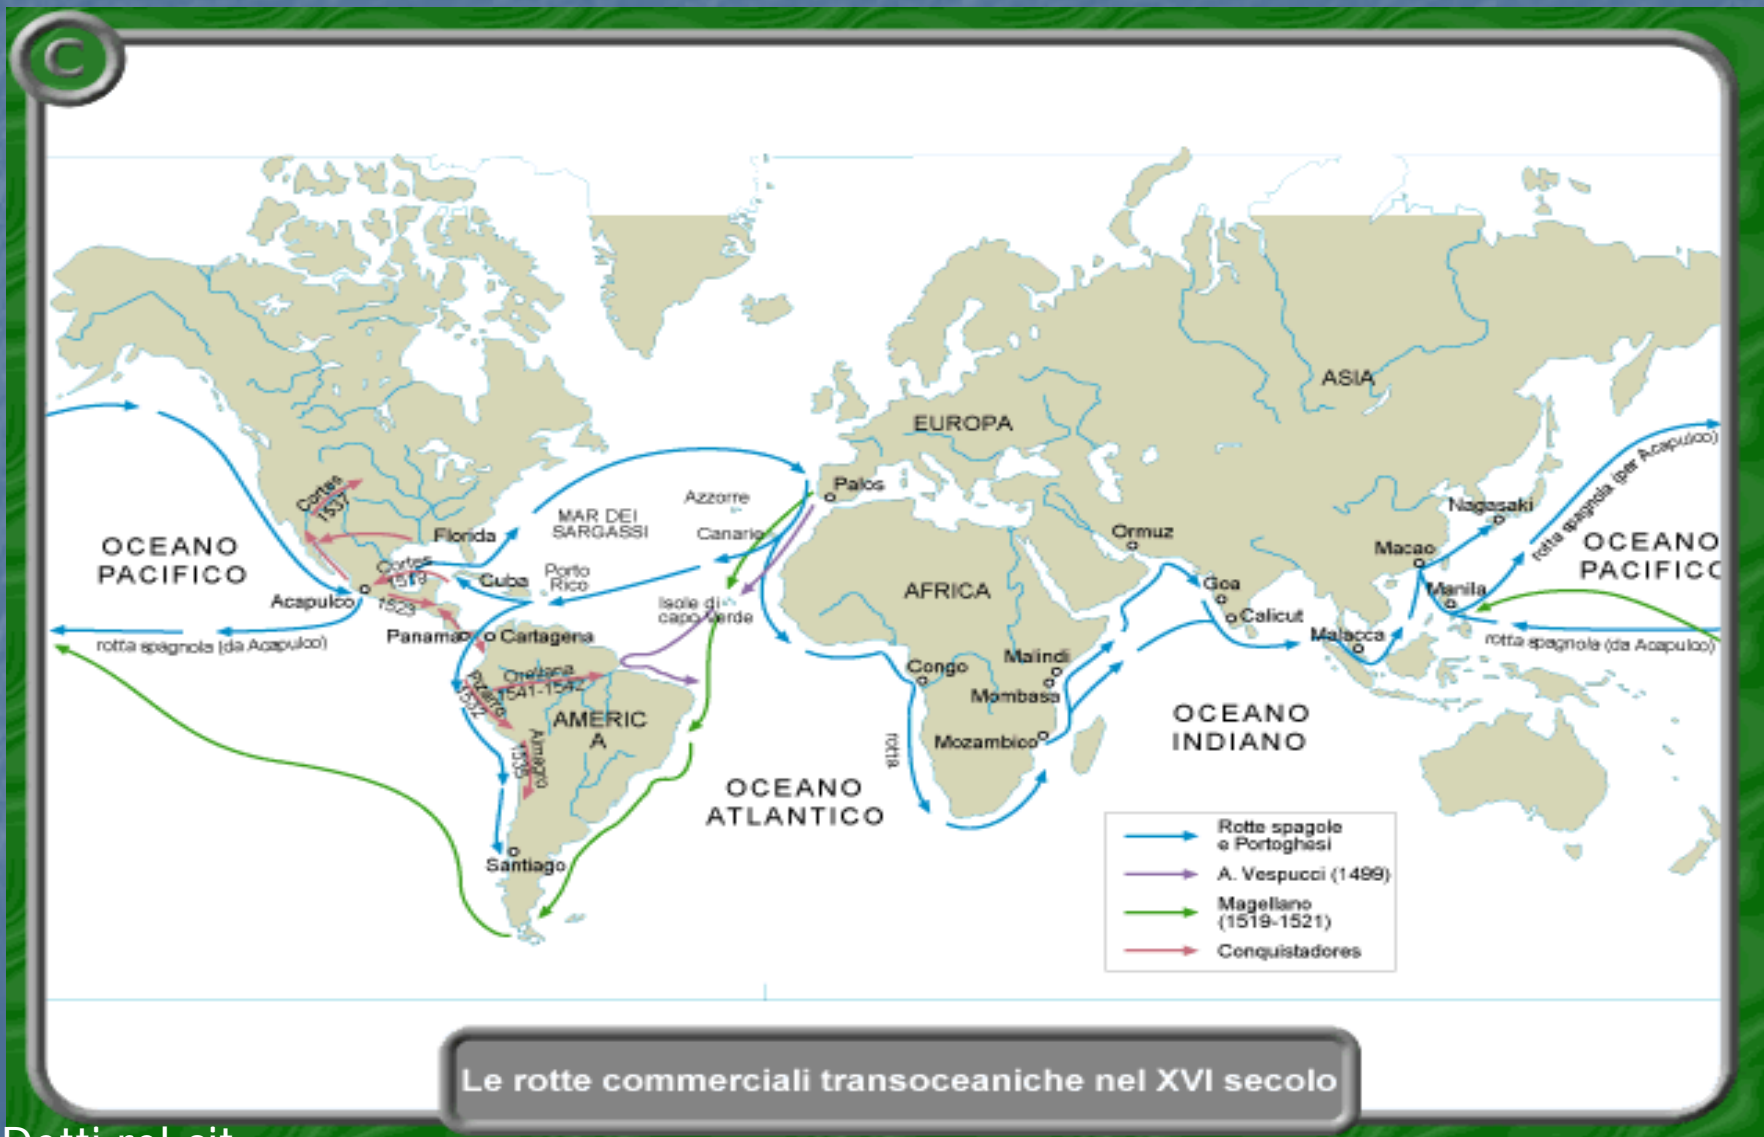 C
ASIA
EUROPA
Palos
Azzorre
MAR DEI
SARGASSI
Canarie
Florida
Cortes
1537
Cortes
1519
Cuba
Porto
Rico
Acapulco
1523
OCEANO
PACIFICO
rotta spagnola (da Acapulco)
Panama
Cartagena
Isole di
capo verde
Orellana
1541-1542
Pizarro
1532
AMERIC
A
Almagro
1535
Santiago
OCEANO
ATLANTICO
AFRICA
Congo
Malindi
Mombasa
Mozambico
rotta
Ormuz
Goa
Calicut
Malacca
Macao
Manila
Nagasaki
rotta spagnola (per Acapulco)
OCEANO
PACIFICO
rotta spagnola (da Acapulco)
OCEANO
INDIANO
Rotte spagole
e Portoghesi
A. Vespucci (1499)
Magellano
(1519-1521)
Conquistadores
Le rotte commerciali transoceaniche nel XVI secolo